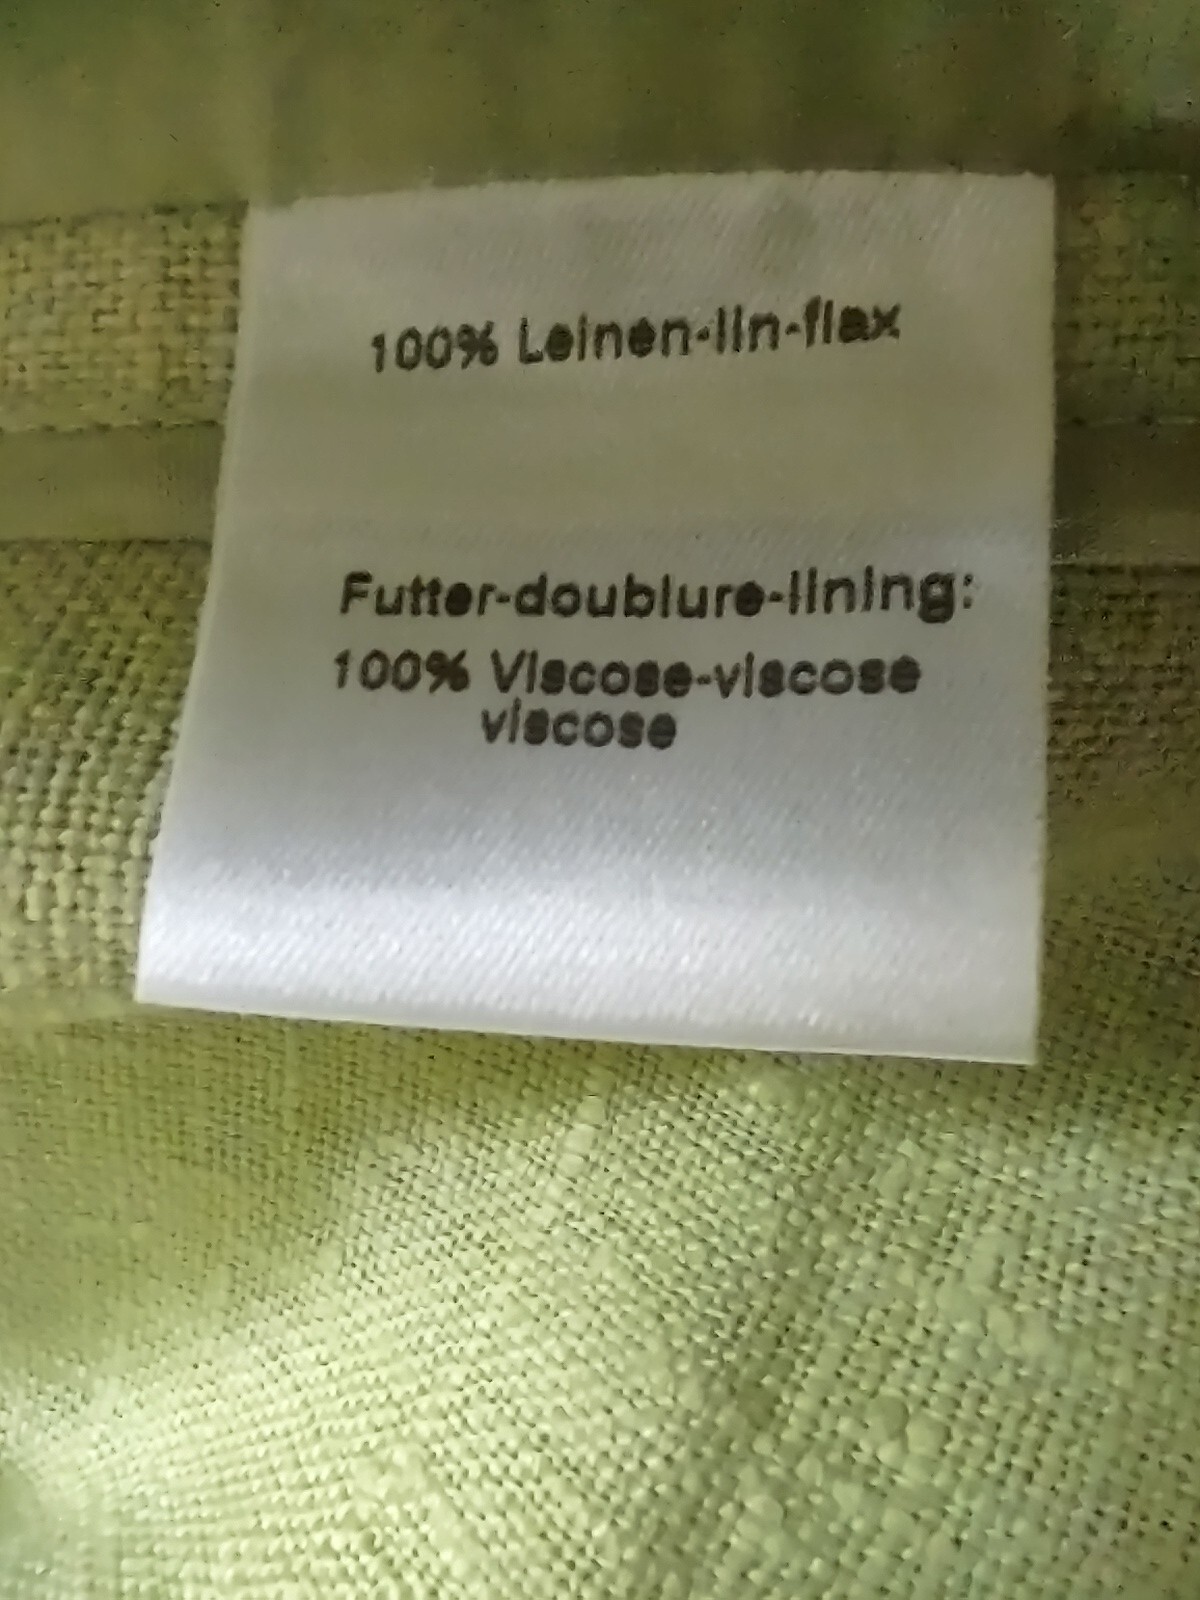 100% Leinen-lin-flax
Futter-doublure-lining:
100% Viscose-viscose
viscose